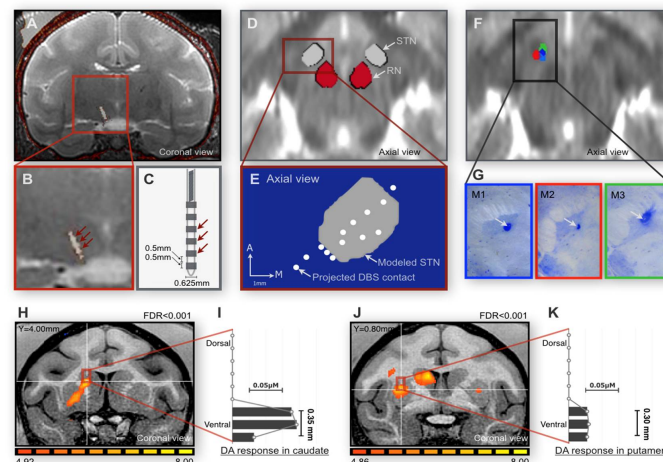 A
Coronal view
B
C
0.5mm
0.5mm
0.625mm
D
STN
RN
Axial view
E Axial view
A
M
1mm
Modeled STN
Projected DBS contact
F
Axial view
G
M1
M2
M3
H
FDR<0.001
Y=4.00mm
Coronal view
4.92
8.00
I
Dorsal
0.05μM
Ventral
0.35 mm
DA response in caudate
J
FDR<0.001
Y=0.80mm
Coronal view
4.86
8.00
K
Dorsal
0.05μM
Ventral
0.30 mm
DA response in putamen